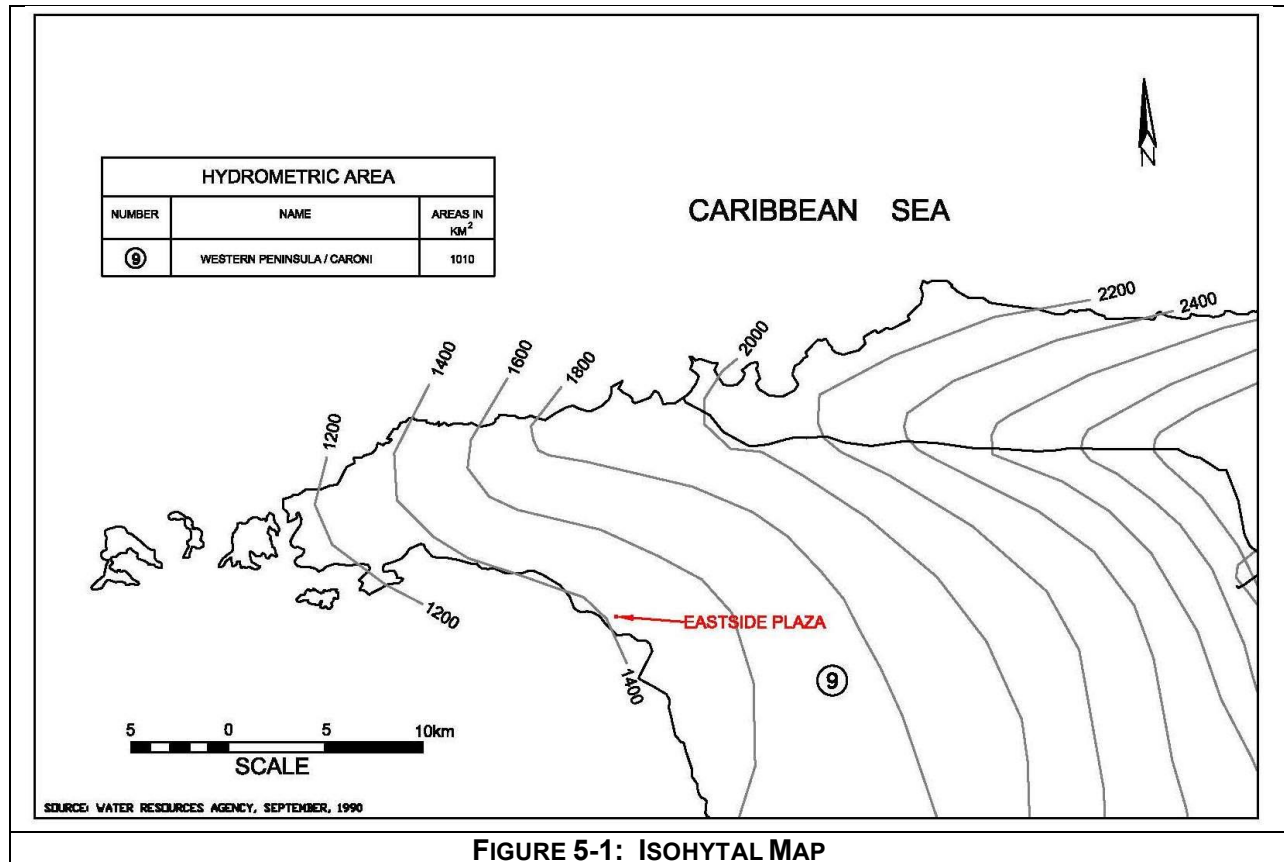 HYDROMETRIC AREA
NUMBER NAME AREAS IN KM²
9 WESTERN PENINSULA / CARONI 1010
N
CARIBBEAN SEA
2200
2400
2000
1800
1600
1400
1200
1200
EASTSIDE PLAZA
1400
9
5 0 5 10km
SCALE
SOURCE: WATER RESOURCES AGENCY, SEPTEMBER, 1990
FIGURE 5-1: ISOHYTAL MAP